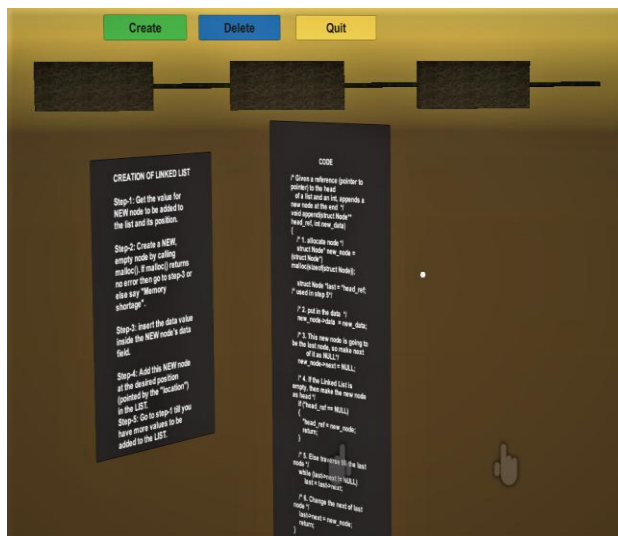 Create
Delete
Quit
CREATION OF LINKED LIST
Step-1: Get the value for
NEW node to be added to
the list and its position.
Step-2: Create a NEW,
empty node by calling
malloc(). If malloc() returns
no error then go to step-3 or
else say "Memory
shortage".
Step-3: insert the data value
inside the NEW node's data
field.
Step-4: Add this NEW node
at the desired position
(pointed by the "location")
in the LIST.
Step-5: Go to step-1 till you
have more values to be
added to the LIST.
CODE
/* Given a reference (pointer to
pointer) to the head
of a list and an int, appends a
new node at the end */
void append(struct Node**
head_ref, int new_data)
{
/* 1. allocate node */
struct Node* new_node =
(struct Node*)
malloc(sizeof(struct Node));
struct Node *last = *head_ref;
/* used in step 5*/
/* 2. put in the data */
new_node->data = new_data;
/* 3. This new node is going to
be the last node, so make next
of it as NULL*/
new_node->next = NULL;
/* 4. If the Linked List is
empty, then make the new node
as head */
if (*head_ref == NULL)
{
*head_ref = new_node;
return;
}
/* 5. Else traverse till the last
node */
while (last->next != NULL)
last = last->next;
/* 6. Change the next of last
node */
last->next = new_node;
return;
}